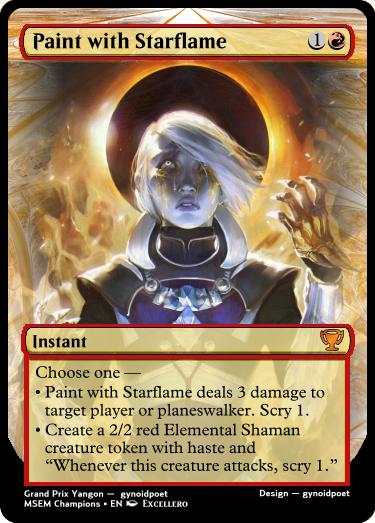 Paint with Starflame 1
Instant
Choose one —
• Paint with Starflame deals 3 damage to
target player or planeswalker. Scry 1.
• Create a 2/2 red Elemental Shaman
creature token with haste and
“Whenever this creature attacks, scry 1.”
Grand Prix Yangon — gynoidpoet Design — gynoidpoet
MSEM Champions • EN Excellero